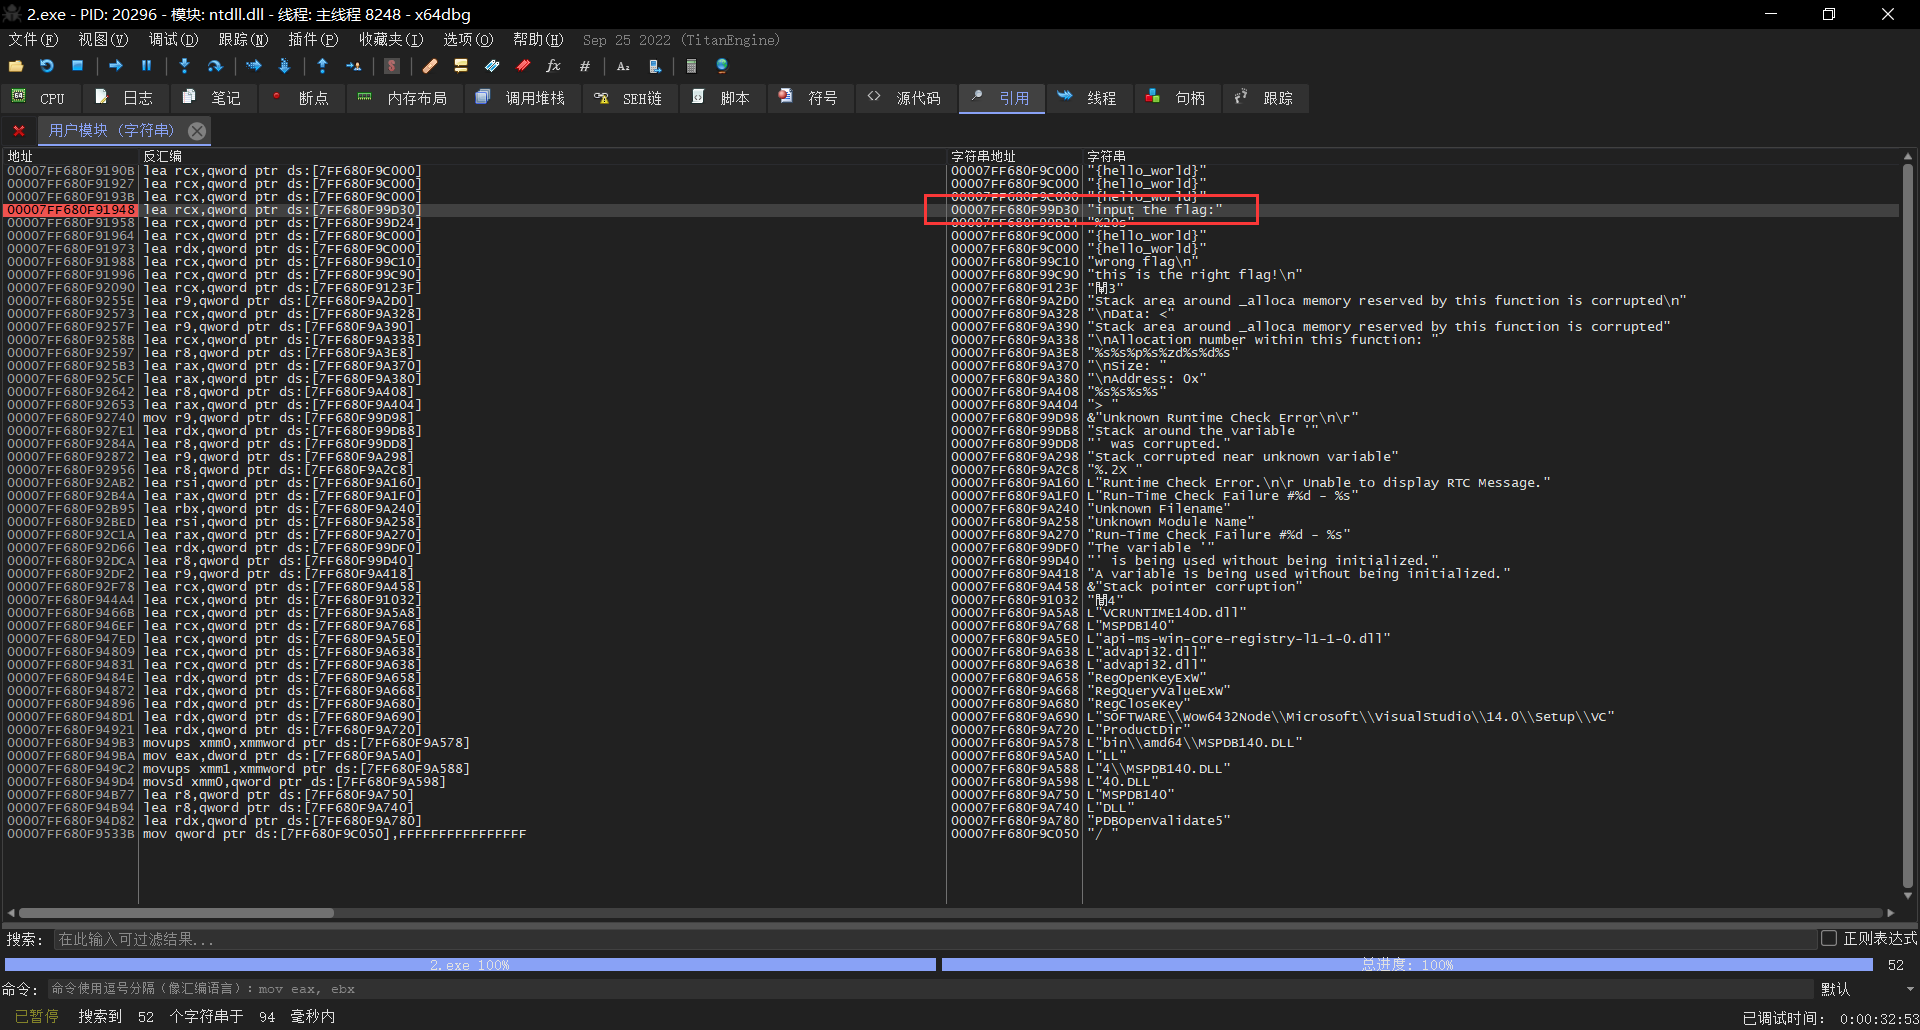 2.exe - PID: 20296 - 模块: ntdll.dll - 线程: 主线程 8248 - x64dbg
文件(F) 视图(V) 调试(D) 跟踪(N) 插件(P) 收藏夹(I) 选项(O) 帮助(H) Sep 25 2022 (TitanEngine)
CPU 日志 笔记 断点 内存布局 调用堆栈 SEH链 脚本 符号 源代码 引用 线程 句柄 跟踪
用户模块 (字符串)
地址 反汇编 字符串地址 字符串
00007FF680F9190B lea rcx,qword ptr ds:[7FF680F9C000] 00007FF680F9C000 "{hello_world}"
00007FF680F91927 lea rcx,qword ptr ds:[7FF680F9C000] 00007FF680F9C000 "{hello_world}"
00007FF680F9193B lea rcx,qword ptr ds:[7FF680F9C000] 00007FF680F9C000 "{hello_world}"
00007FF680F91948 lea rcx,qword ptr ds:[7FF680F99D30] 00007FF680F99D30 "input the flag:"
00007FF680F91958 lea rcx,qword ptr ds:[7FF680F99D24] 00007FF680F99D24 "%20s"
00007FF680F91964 lea rcx,qword ptr ds:[7FF680F9C000] 00007FF680F9C000 "{hello_world}"
00007FF680F91973 lea rdx,qword ptr ds:[7FF680F9C000] 00007FF680F9C000 "{hello_world}"
00007FF680F91988 lea rcx,qword ptr ds:[7FF680F99C10] 00007FF680F99C10 "wrong flag\n"
00007FF680F91996 lea rcx,qword ptr ds:[7FF680F99C90] 00007FF680F99C90 "this is the right flag!\n"
00007FF680F92090 lea rcx,qword ptr ds:[7FF680F9123F] 00007FF680F9123F
00007FF680F9255E lea r9,qword ptr ds:[7FF680F9A2D0] 00007FF680F9A2D0 "Stack area around _alloca memory reserved by this function is corrupted\n"
00007FF680F92573 lea rcx,qword ptr ds:[7FF680F9A328] 00007FF680F9A328 "\nData: <"
00007FF680F9257F lea r9,qword ptr ds:[7FF680F9A390] 00007FF680F9A390 "Stack area around _alloca memory reserved by this function is corrupted"
00007FF680F9258B lea rcx,qword ptr ds:[7FF680F9A338] 00007FF680F9A338 "\nAllocation number within this function: "
00007FF680F92597 lea r8,qword ptr ds:[7FF680F9A3E8] 00007FF680F9A3E8 "%s%s%p%s%zd%s%d%s"
00007FF680F925B3 lea rax,qword ptr ds:[7FF680F9A370] 00007FF680F9A370 "\nSize: "
00007FF680F925CF lea rax,qword ptr ds:[7FF680F9A380] 00007FF680F9A380 "\nAddress: 0x"
00007FF680F92642 lea r8,qword ptr ds:[7FF680F9A408] 00007FF680F9A408 "%s%s%s%s"
00007FF680F92653 lea rax,qword ptr ds:[7FF680F9A404] 00007FF680F9A404 "> "
00007FF680F92740 mov r9,qword ptr ds:[7FF680F99D98] 00007FF680F99D98 &"Unknown Runtime Check Error\n\r"
00007FF680F927E1 lea rdx,qword ptr ds:[7FF680F99DB8] 00007FF680F99DB8 "Stack around the variable '"
00007FF680F9284A lea r8,qword ptr ds:[7FF680F99DD8] 00007FF680F99DD8 "' was corrupted."
00007FF680F92872 lea r9,qword ptr ds:[7FF680F9A298] 00007FF680F9A298 "Stack corrupted near unknown variable"
00007FF680F92956 lea r8,qword ptr ds:[7FF680F9A2C8] 00007FF680F9A2C8 "%.2X "
00007FF680F92AB2 lea rsi,qword ptr ds:[7FF680F9A160] 00007FF680F9A160 L"Runtime Check Error.\n\r Unable to display RTC Message."
00007FF680F92B4A lea rax,qword ptr ds:[7FF680F9A1F0] 00007FF680F9A1F0 L"Run-Time Check Failure #%d - %s"
00007FF680F92B95 lea rbx,qword ptr ds:[7FF680F9A240] 00007FF680F9A240 "Unknown Filename"
00007FF680F92BED lea rsi,qword ptr ds:[7FF680F9A258] 00007FF680F9A258 "Unknown Module Name"
00007FF680F92C1A lea rax,qword ptr ds:[7FF680F9A270] 00007FF680F9A270 "Run-Time Check Failure #%d - %s"
00007FF680F92D66 lea rdx,qword ptr ds:[7FF680F99DF0] 00007FF680F99DF0 "The variable '"
00007FF680F92DCA lea r8,qword ptr ds:[7FF680F99D40] 00007FF680F99D40 "' is being used without being initialized."
00007FF680F92DF2 lea r9,qword ptr ds:[7FF680F9A418] 00007FF680F9A418 "A variable is being used without being initialized."
00007FF680F92F78 lea rcx,qword ptr ds:[7FF680F9A458] 00007FF680F9A458 &"Stack pointer corruption"
00007FF680F944A4 lea rcx,qword ptr ds:[7FF680F91032] 00007FF680F91032
00007FF680F9466B lea rcx,qword ptr ds:[7FF680F9A5A8] 00007FF680F9A5A8 L"VCRUNTIME140D.dll"
00007FF680F946EF lea rcx,qword ptr ds:[7FF680F9A768] 00007FF680F9A768 L"MSPDB140"
00007FF680F947ED lea rcx,qword ptr ds:[7FF680F9A5E0] 00007FF680F9A5E0 L"api-ms-win-core-registry-l1-1-0.dll"
00007FF680F94809 lea rcx,qword ptr ds:[7FF680F9A638] 00007FF680F9A638 L"advapi32.dll"
00007FF680F94831 lea rcx,qword ptr ds:[7FF680F9A638] 00007FF680F9A638 L"advapi32.dll"
00007FF680F9484E lea rdx,qword ptr ds:[7FF680F9A658] 00007FF680F9A658 "RegOpenKeyExW"
00007FF680F94872 lea rdx,qword ptr ds:[7FF680F9A668] 00007FF680F9A668 "RegQueryValueExW"
00007FF680F94896 lea rdx,qword ptr ds:[7FF680F9A680] 00007FF680F9A680 "RegCloseKey"
00007FF680F948D1 lea rdx,qword ptr ds:[7FF680F9A690] 00007FF680F9A690 L"SOFTWARE\\Wow6432Node\\Microsoft\\VisualStudio\\14.0\\Setup\\VC"
00007FF680F94921 lea rdx,qword ptr ds:[7FF680F9A720] 00007FF680F9A720 L"ProductDir"
00007FF680F949B3 movups xmm0,xmmword ptr ds:[7FF680F9A578] 00007FF680F9A578 L"bin\\amd64\\MSPDB140.DLL"
00007FF680F949BA mov eax,dword ptr ds:[7FF680F9A5A0] 00007FF680F9A5A0 L"LL"
00007FF680F949C2 movups xmm1,xmmword ptr ds:[7FF680F9A588] 00007FF680F9A588 L"4\\MSPDB140.DLL"
00007FF680F949D4 movsd xmm0,qword ptr ds:[7FF680F9A598] 00007FF680F9A598 L"40.DLL"
00007FF680F94B77 lea r8,qword ptr ds:[7FF680F9A750] 00007FF680F9A750 L"MSPDB140"
00007FF680F94B94 lea r8,qword ptr ds:[7FF680F9A740] 00007FF680F9A740 L"DLL"
00007FF680F94D82 lea rdx,qword ptr ds:[7FF680F9A780] 00007FF680F9A780 "PDBOpenValidate5"
00007FF680F9533B mov qword ptr ds:[7FF680F9C050],FFFFFFFFFFFFFFFF 00007FF680F9C050 "/ "
搜索: 在此输入可过滤结果... 正则表达式
2.exe 100% 总进度: 100% 52
命令: 命令使用逗号分隔（像汇编语言）: mov eax, ebx 默认
已暂停 搜索到 52 个字符串于 94 毫秒内 已调试时间: 0:00:32:53